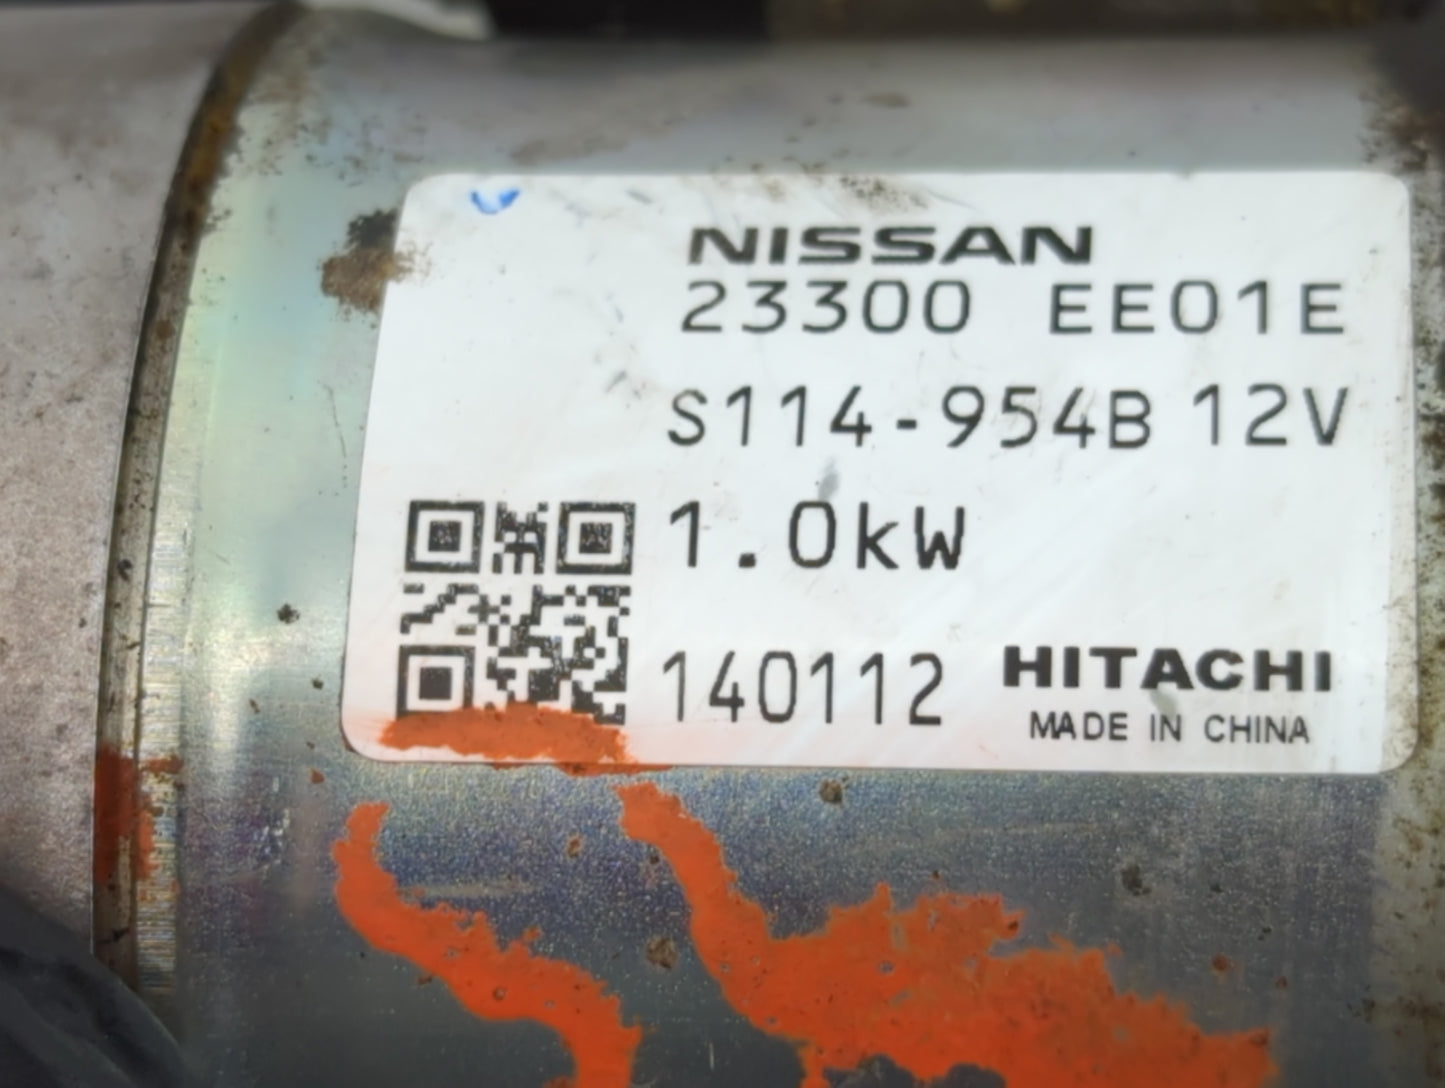 NISSAN
23300 EE01E
S114-954B 12V
1.0kW
140112 HITACHI
MADE IN CHINA